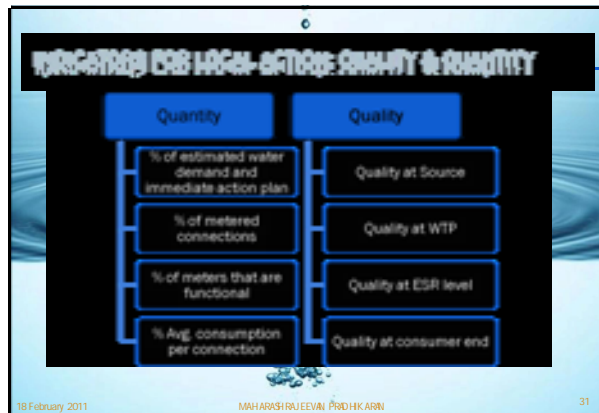 Quantity
% of estimated water
demand and
immediate action plan
% of metered
connections
% of meters that are
functional
% Avg. consumption
per connection
Quality
Quality at Source
Quality at WTP
Quality at ESR level
Quality at consumer end
18 February 2011
MAHARASHRAJEEVAN PRADHIKARAN
31